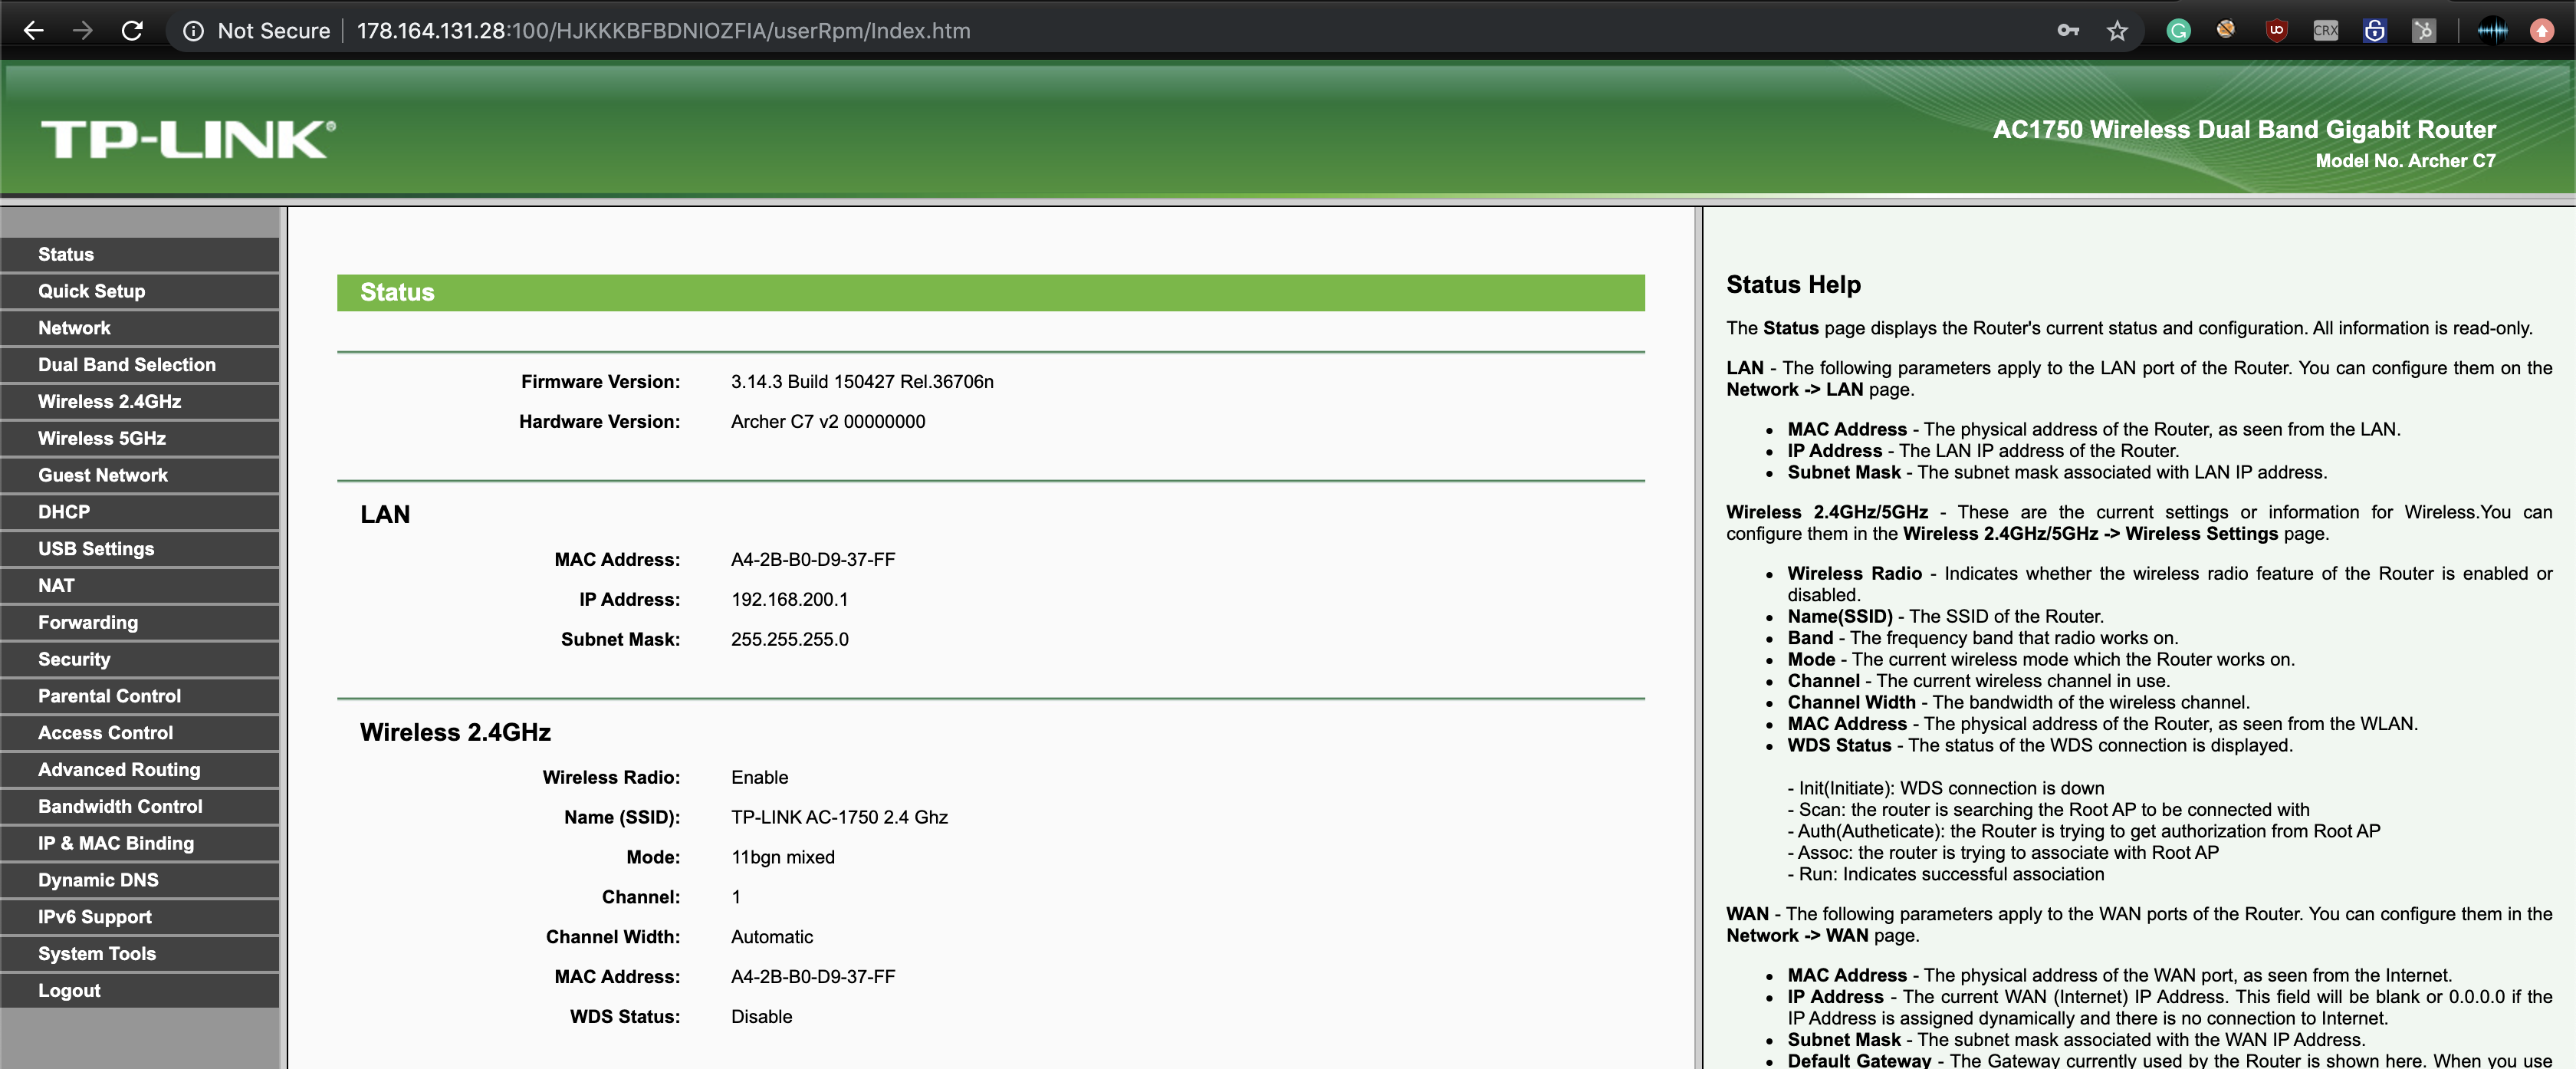 Not Secure 178.164.131.28:100/HJKKKBFBDNIOZFIA/userRpm/Index.htm
CRX
TP-LINK®
AC1750 Wireless Dual Band Gigabit Router
Model No. Archer C7
Status
Quick Setup
Network
Dual Band Selection
Wireless 2.4GHz
Wireless 5GHz
Guest Network
DHCP
USB Settings
NAT
Forwarding
Security
Parental Control
Access Control
Advanced Routing
Bandwidth Control
IP & MAC Binding
Dynamic DNS
IPv6 Support
System Tools
Logout
Status
Firmware Version: 3.14.3 Build 150427 Rel.36706n
Hardware Version: Archer C7 v2 00000000
LAN
MAC Address: A4-2B-B0-D9-37-FF
IP Address: 192.168.200.1
Subnet Mask: 255.255.255.0
Wireless 2.4GHz
Wireless Radio: Enable
Name (SSID): TP-LINK AC-1750 2.4 Ghz
Mode: 11bgn mixed
Channel: 1
Channel Width: Automatic
MAC Address: A4-2B-B0-D9-37-FF
WDS Status: Disable
Status Help
The Status page displays the Router's current status and configuration. All information is read-only.
LAN - The following parameters apply to the LAN port of the Router. You can configure them on the
Network -> LAN page.
• MAC Address - The physical address of the Router, as seen from the LAN.
• IP Address - The LAN IP address of the Router.
• Subnet Mask - The subnet mask associated with LAN IP address.
Wireless 2.4GHz/5GHz - These are the current settings or information for Wireless.You can
configure them in the Wireless 2.4GHz/5GHz -> Wireless Settings page.
• Wireless Radio - Indicates whether the wireless radio feature of the Router is enabled or
disabled.
• Name(SSID) - The SSID of the Router.
• Band - The frequency band that radio works on.
• Mode - The current wireless mode which the Router works on.
• Channel - The current wireless channel in use.
• Channel Width - The bandwidth of the wireless channel.
• MAC Address - The physical address of the Router, as seen from the WLAN.
• WDS Status - The status of the WDS connection is displayed.
- Init(Initiate): WDS connection is down
- Scan: the router is searching the Root AP to be connected with
- Auth(Autheticate): the Router is trying to get authorization from Root AP
- Assoc: the router is trying to associate with Root AP
- Run: Indicates successful association
WAN - The following parameters apply to the WAN ports of the Router. You can configure them in the
Network -> WAN page.
• MAC Address - The physical address of the WAN port, as seen from the Internet.
• IP Address - The current WAN (Internet) IP Address. This field will be blank or 0.0.0.0 if the
IP Address is assigned dynamically and there is no connection to Internet.
• Subnet Mask - The subnet mask associated with the WAN IP Address.
• Default Gateway - The Gateway currently used by the Router is shown here. When you use